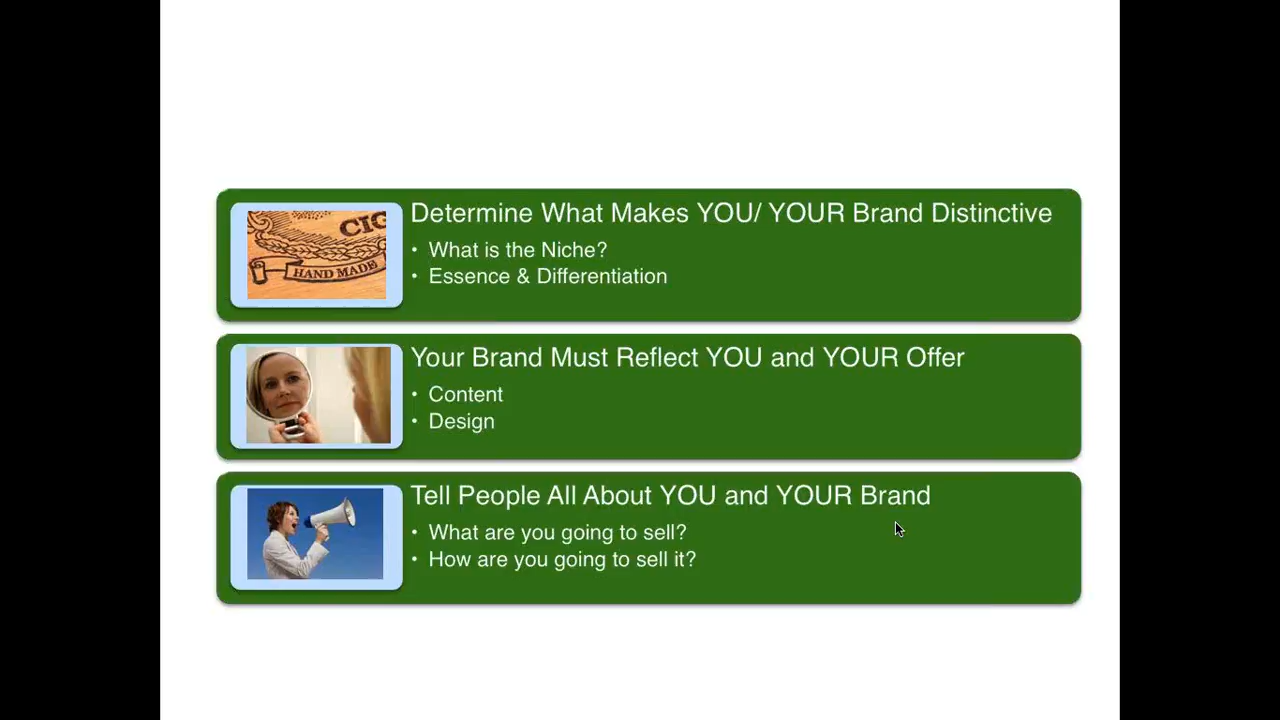 CIG
HAND MADE
Determine What Makes YOU/ YOUR Brand Distinctive
• What is the Niche?
• Essence & Differentiation
Your Brand Must Reflect YOU and YOUR Offer
• Content
• Design
Tell People All About YOU and YOUR Brand
• What are you going to sell?
• How are you going to sell it?